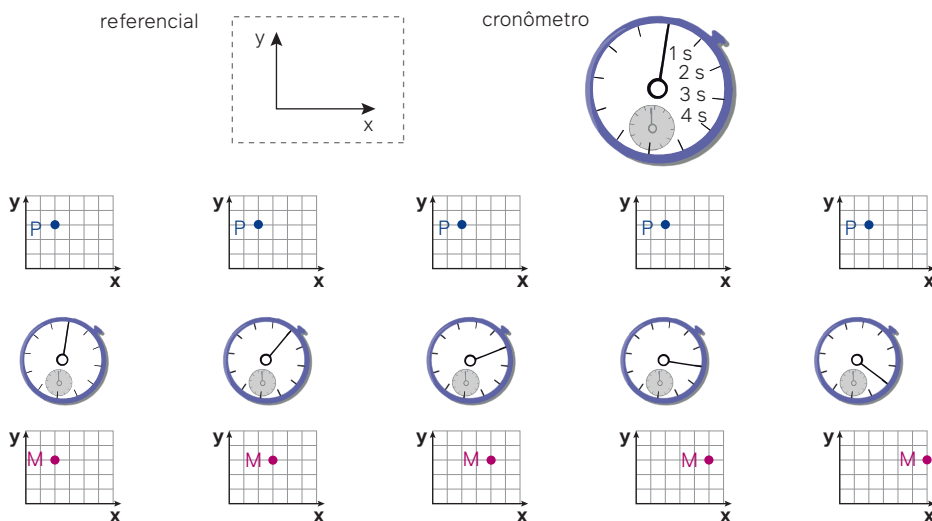 referencial
cronômetro
y
x
1 s
2 s
3 s
4 s
y y y y y
P P P P P
x x x x x
y y y y y
M M M M M
x x x x x